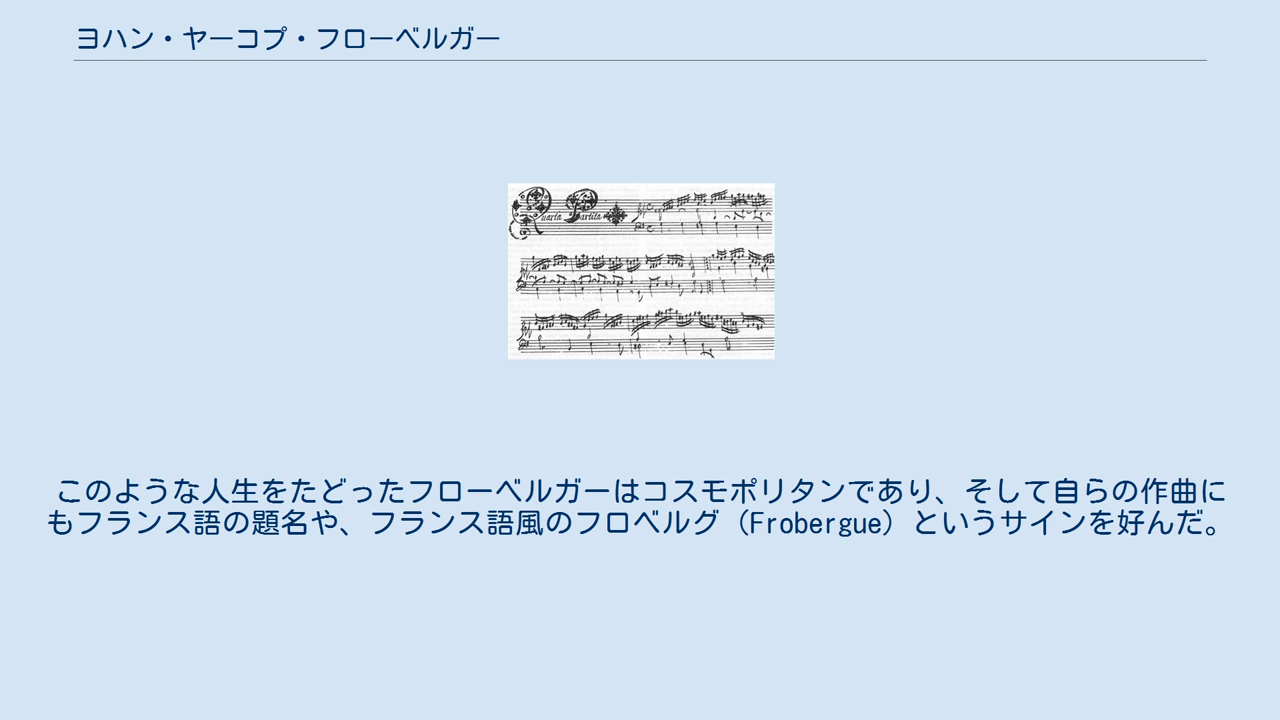 ヨハン・ヤーコプ・フローベルガー
Quarta Partita
このような人生をたどったフローベルガーはコスモポリタンであり、そして自らの作曲に
もフランス語の題名や、フランス語風のフロベルグ（Frobergue）というサインを好んだ。